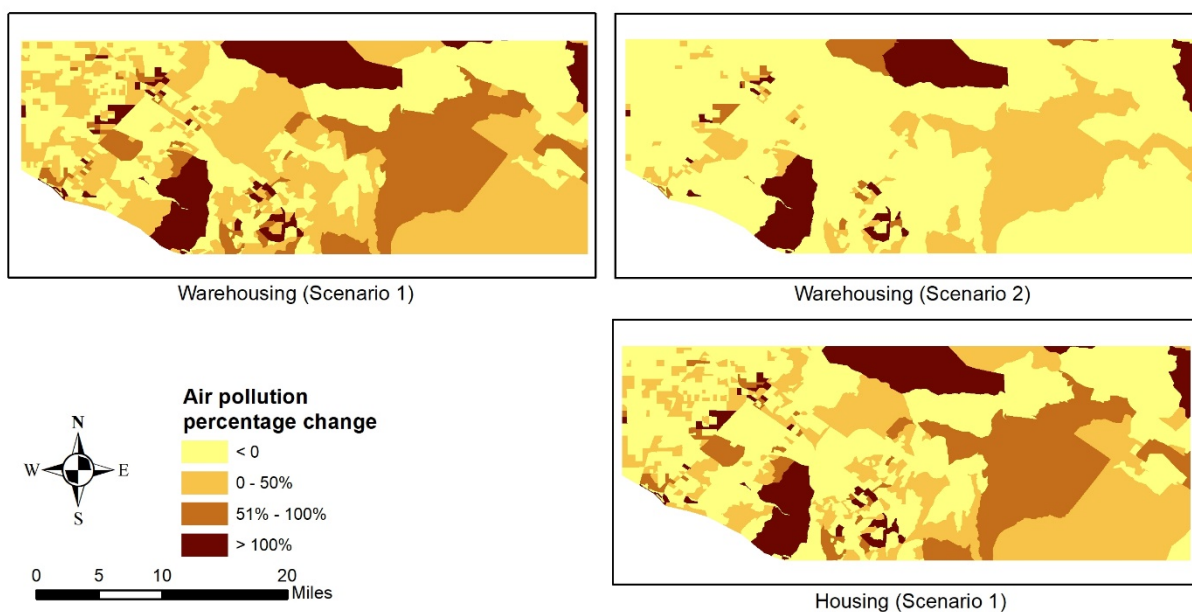 Warehousing (Scenario 1)
Warehousing (Scenario 2)
Air pollution
percentage change
< 0
0 - 50%
51% - 100%
> 100%
N
W E
S
0 5 10 20
Miles
Housing (Scenario 1)